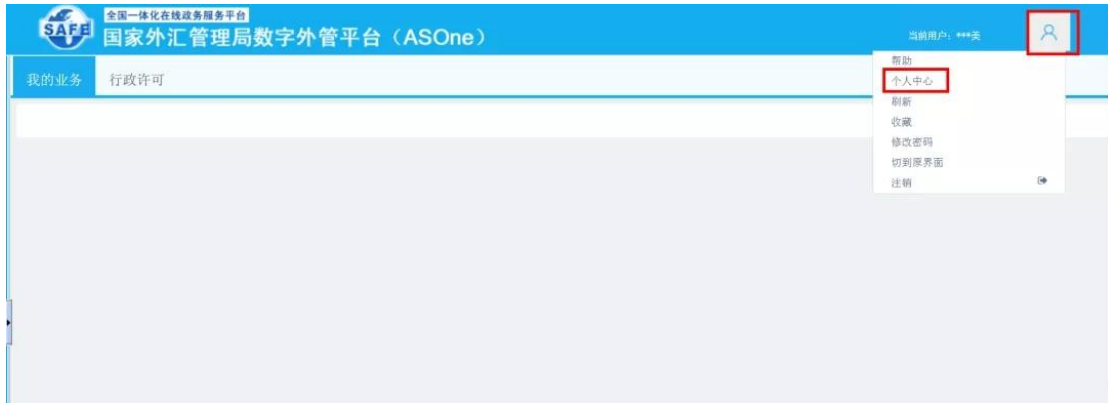 SAFE
全国一体化在线政务服务平台
国家外汇管理局数字外管平台（ASOne）
当前用户：***美
我的业务 行政许可
帮助
个人中心
刷新
收藏
修改密码
切到原界面
注销